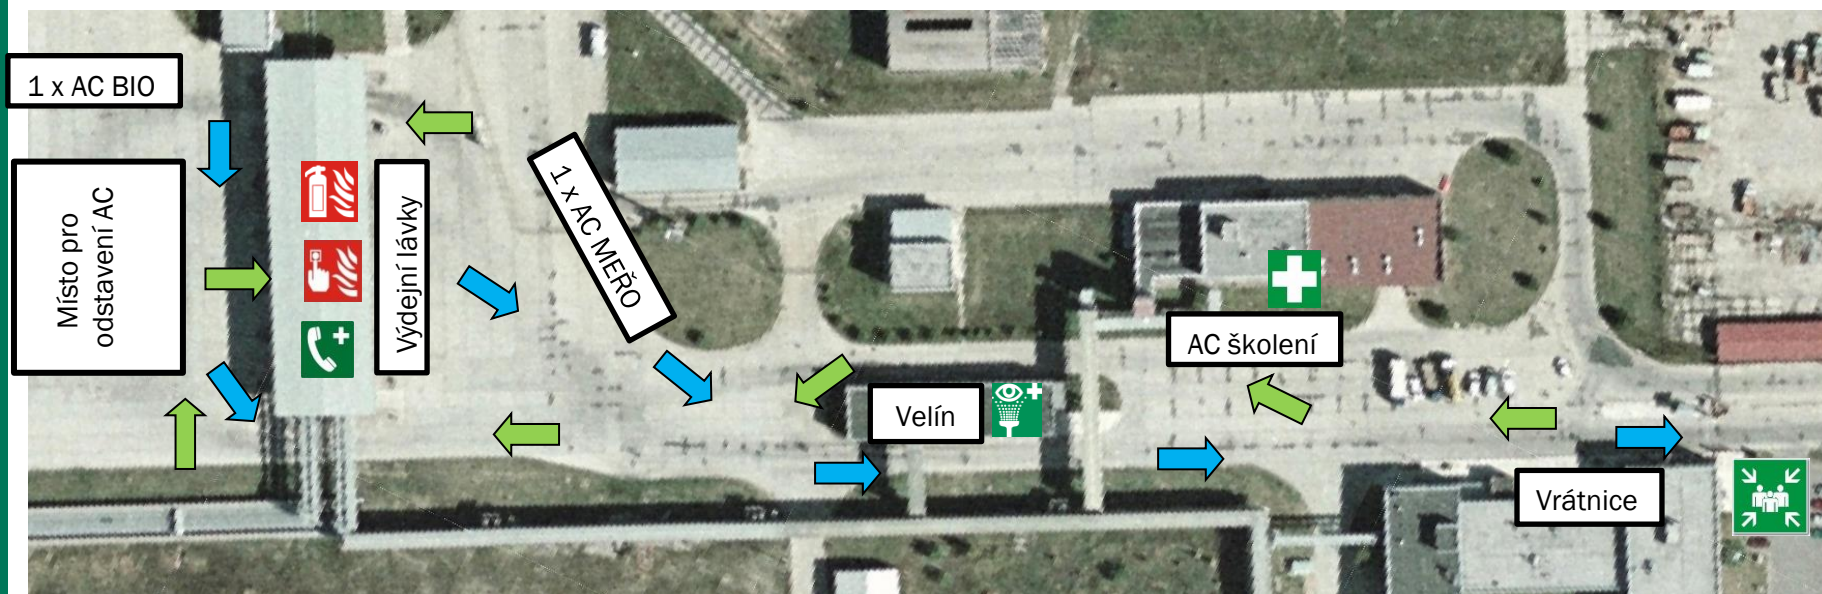 1 x AC BIO
Místo pro
odstavení AC
Výdejní lávky
1 x AC MEŘO
Velín
AC školení
Vrátnice